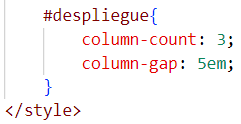 #despliegue{
column-count: 3;
column-gap: 5em;
}
</style>